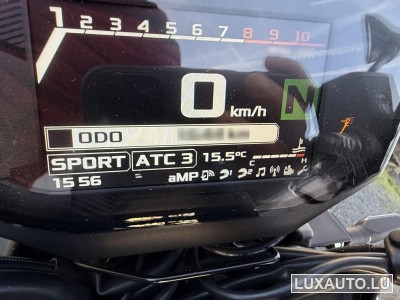 1 2 3 4 5 6 7 8 9 10
0 km/h N
ODO
SPORT ATC 3 15.5°C C H
15:56 aMP
LUXAUTO.LU